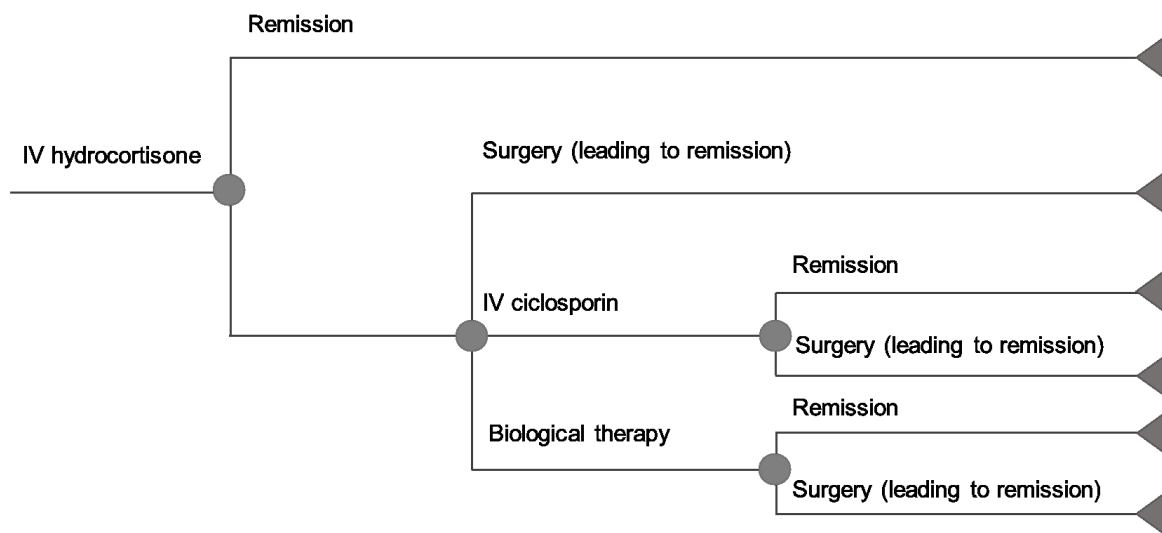 Remission
IV hydrocortisone
Surgery (leading to remission)
Remission
IV ciclosporin
Surgery (leading to remission)
Remission
Biological therapy
Surgery (leading to remission)